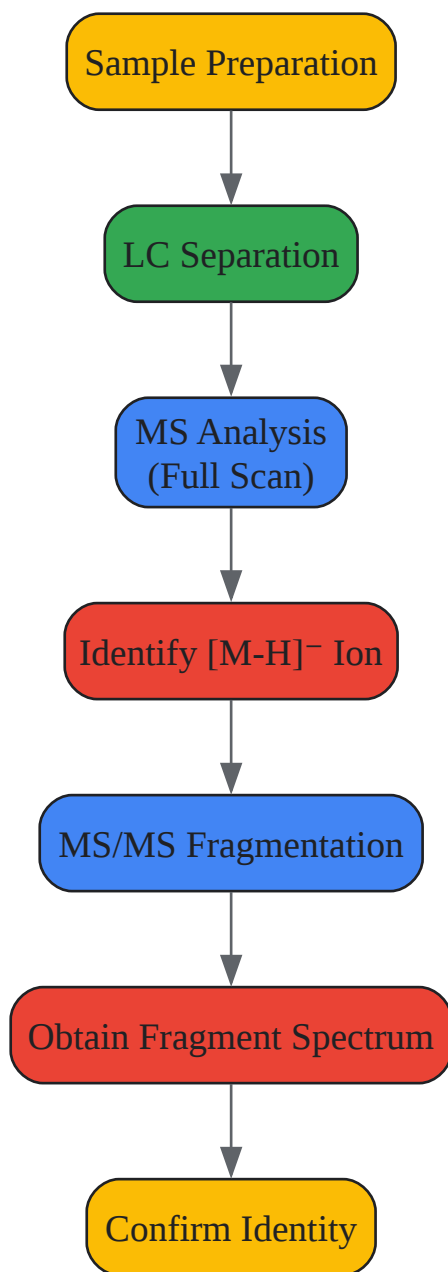 Sample Preparation
LC Separation
MS Analysis
(Full Scan)
Identify [M-H]⁻ Ion
MS/MS Fragmentation
Obtain Fragment Spectrum
Confirm Identity